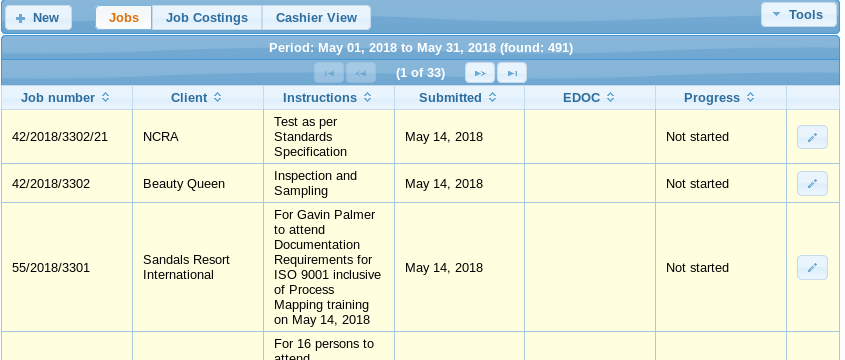 New Jobs Job Costings Cashier View Tools
Period: May 01, 2018 to May 31, 2018 (found: 491)
(1 of 33)
Job number Client Instructions Submitted EDOC Progress
42/2018/3302/21 NCRA Test as per May 14, 2018 Not started
Standards
Specification
42/2018/3302 Beauty Queen Inspection and May 14, 2018 Not started
Sampling
For Gavin Palmer
to attend
Documentation
55/2018/3301 Sandals Resort Requirements for May 14, 2018 Not started
International ISO 9001 inclusive
of Process
Mapping training
on May 14, 2018
For 16 persons to
attend